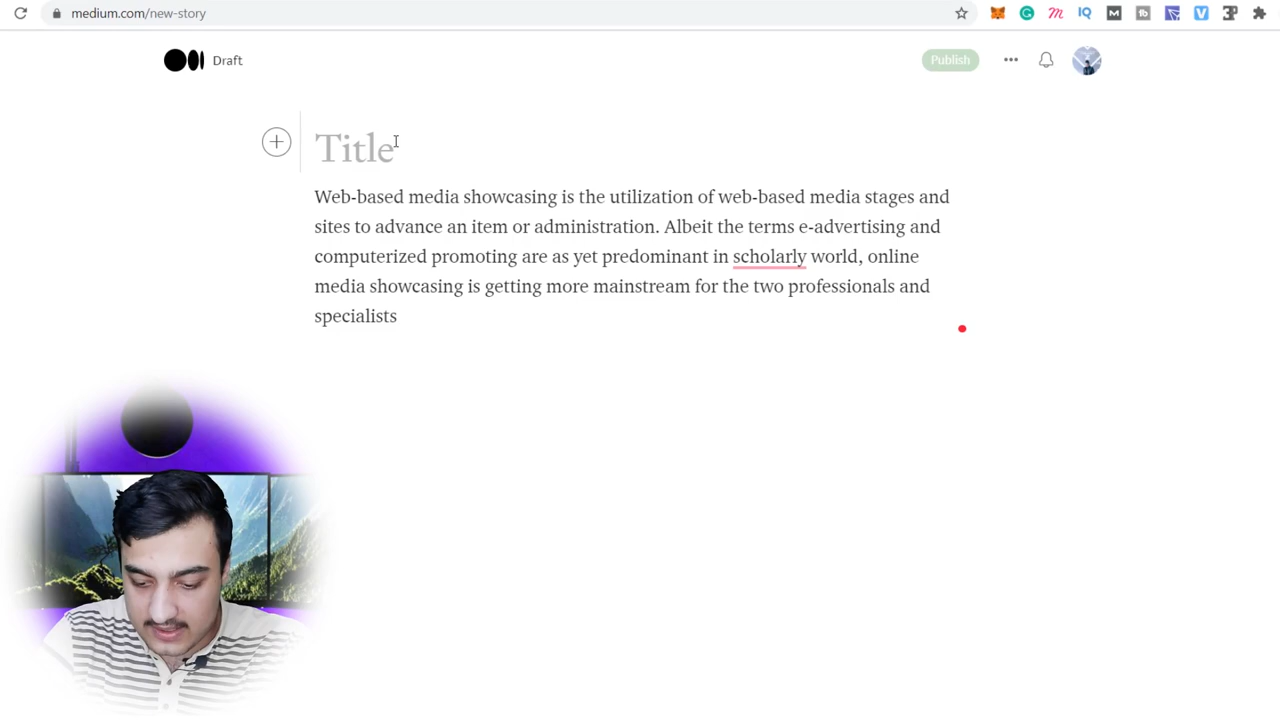 medium.com/new-story
Draft
Publish
Title
Web-based media showcasing is the utilization of web-based media stages and
sites to advance an item or administration. Albeit the terms e-advertising and
computerized promoting are as yet predominant in scholarly world, online
media showcasing is getting more mainstream for the two professionals and
specialists